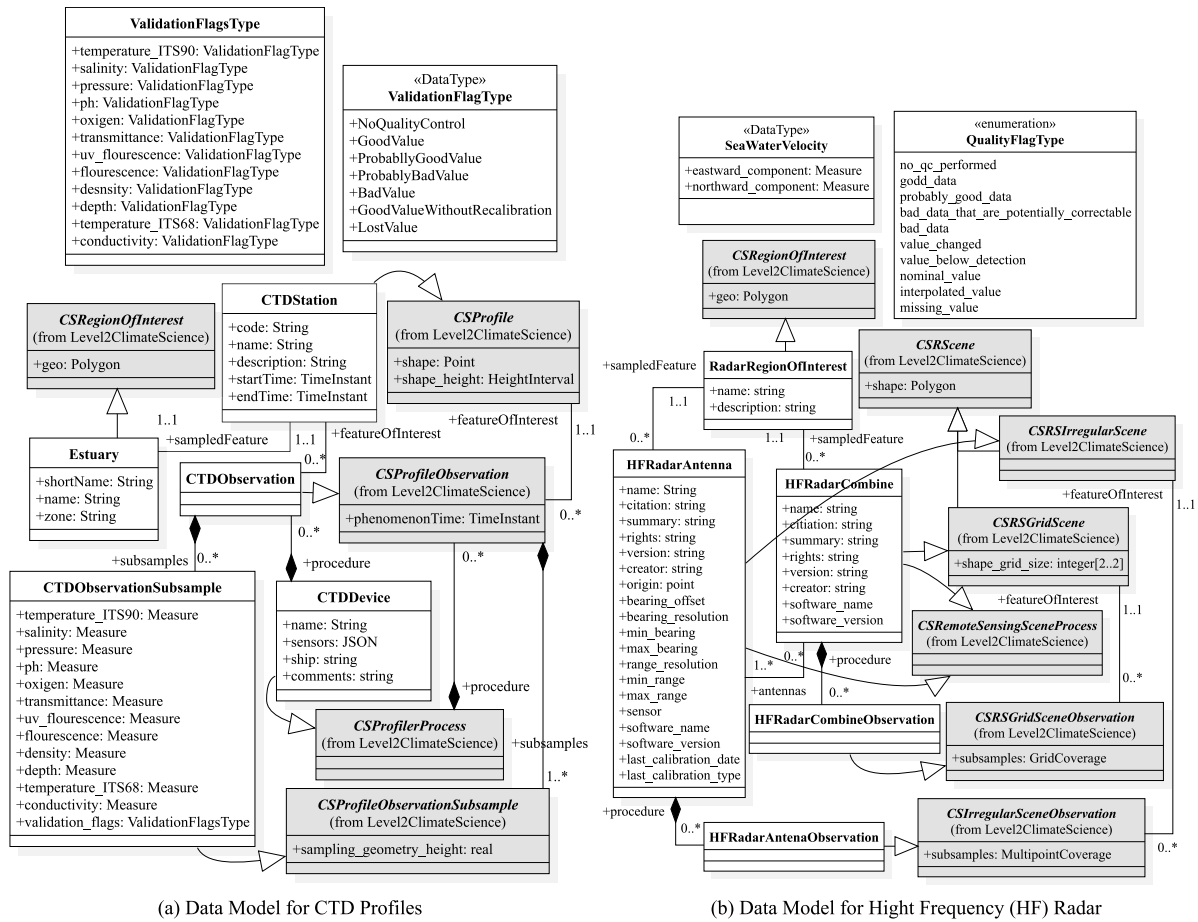 ValidationFlagsType
+temperature_ITS90: ValidationFlagType
+salinity: ValidationFlagType
+pressure: ValidationFlagType
+ph: ValidationFlagType
+oxigen: ValidationFlagType
+transmittance: ValidationFlagType
+uv_flourescence: ValidationFlagType
+flourescence: ValidationFlagType
+desnsity: ValidationFlagType
+depth: ValidationFlagType
+temperature_ITS68: ValidationFlagType
+conductivity: ValidationFlagType
«DataType»
ValidationFlagType
+NoQualityControl
+GoodValue
+ProbabllyGoodValue
+ProbablyBadValue
+BadValue
+GoodValueWithoutRecalibration
+LostValue
CSRegionOfInterest
(from Level2ClimateScience)
+geo: Polygon
CTDStation
+code: String
+name: String
+description: String
+startTime: TimeInstant
+endTime: TimeInstant
CSProfile
(from Level2ClimateScience)
+shape: Point
+shape_height: HeightInterval
1..1
+sampledFeature
1..1
+featureOfInterest
0..*
+featureOfInterest
1..1
Estuary
+shortName: String
+name: String
+zone: String
CTDObservation
CSProfileObservation
(from Level2ClimateScience)
+phenomenonTime: TimeInstant
0..*
+subsamples
0..*
0..*
+procedure
0..*
CTDObservationSubsample
+temperature_ITS90: Measure
+salinity: Measure
+pressure: Measure
+ph: Measure
+oxigen: Measure
+transmittance: Measure
+uv_flourescence: Measure
+flourescence: Measure
+density: Measure
+depth: Measure
+temperature_ITS68: Measure
+conductivity: Measure
+validation_flags: ValidationFlagsType
CTDDevice
+name: String
+sensors: JSON
+ship: string
+comments: string
+procedure
CSProfilerProcess
(from Level2ClimateScience)
+subsamples
1..*
CSProfileObservationSubsample
(from Level2ClimateScience)
+sampling_geometry_height: real
(a) Data Model for CTD Profiles
«DataType»
SeaWaterVelocity
+eastward_component: Measure
+northward_component: Measure
«enumeration»
QualityFlagType
no_qc_performed
godd_data
probably_good_data
bad_data_that_are_potentially_correctable
bad_data
value_changed
value_below_detection
nominal_value
interpolated_value
missing_value
CSRegionOfInterest
(from Level2ClimateScience)
+geo: Polygon
CSRScene
(from Level2ClimateScience)
+shape: Polygon
+sampledFeature
1..1
0..*
RadarRegionOfInterest
+name: string
+description: string
1..1
+sampledFeature
0..*
CSRSIrregularScene
(from Level2ClimateScience)
+featureOfInterest
1..1
HFRadarAntenna
+name: String
+citation: string
+summary: string
+rights: string
+version: string
+creator: string
+origin: point
+bearing_offset
+bearing_resolution
+min_bearing
+max_bearing
+range_resolution
+min_range
+max_range
+sensor
+software_name
+software_version
+last_calibration_date
+last_calibration_type
HFRadarCombine
+name: string
+citiation: string
+summary: string
+rights: string
+version: string
+creator: string
+software_name
+software_version
CSRSGridScene
(from Level2ClimateScience)
+shape_grid_size: integer[2..2]
+featureOfInterest
1..1
CSRemoteSensingSceneProcess
(from Level2ClimateScience)
1..*
0..*
+antennas
+procedure
0..*
0..*
HFRadarCombineObservation
CSRSGridSceneObservation
(from Level2ClimateScience)
+subsamples: GridCoverage
+procedure
0..*
HFRadarAntenaObservation
CSIrregularSceneObservation
(from Level2ClimateScience)
+subsamples: MultipointCoverage
0..*
(b) Data Model for Hight Frequency (HF) Radar